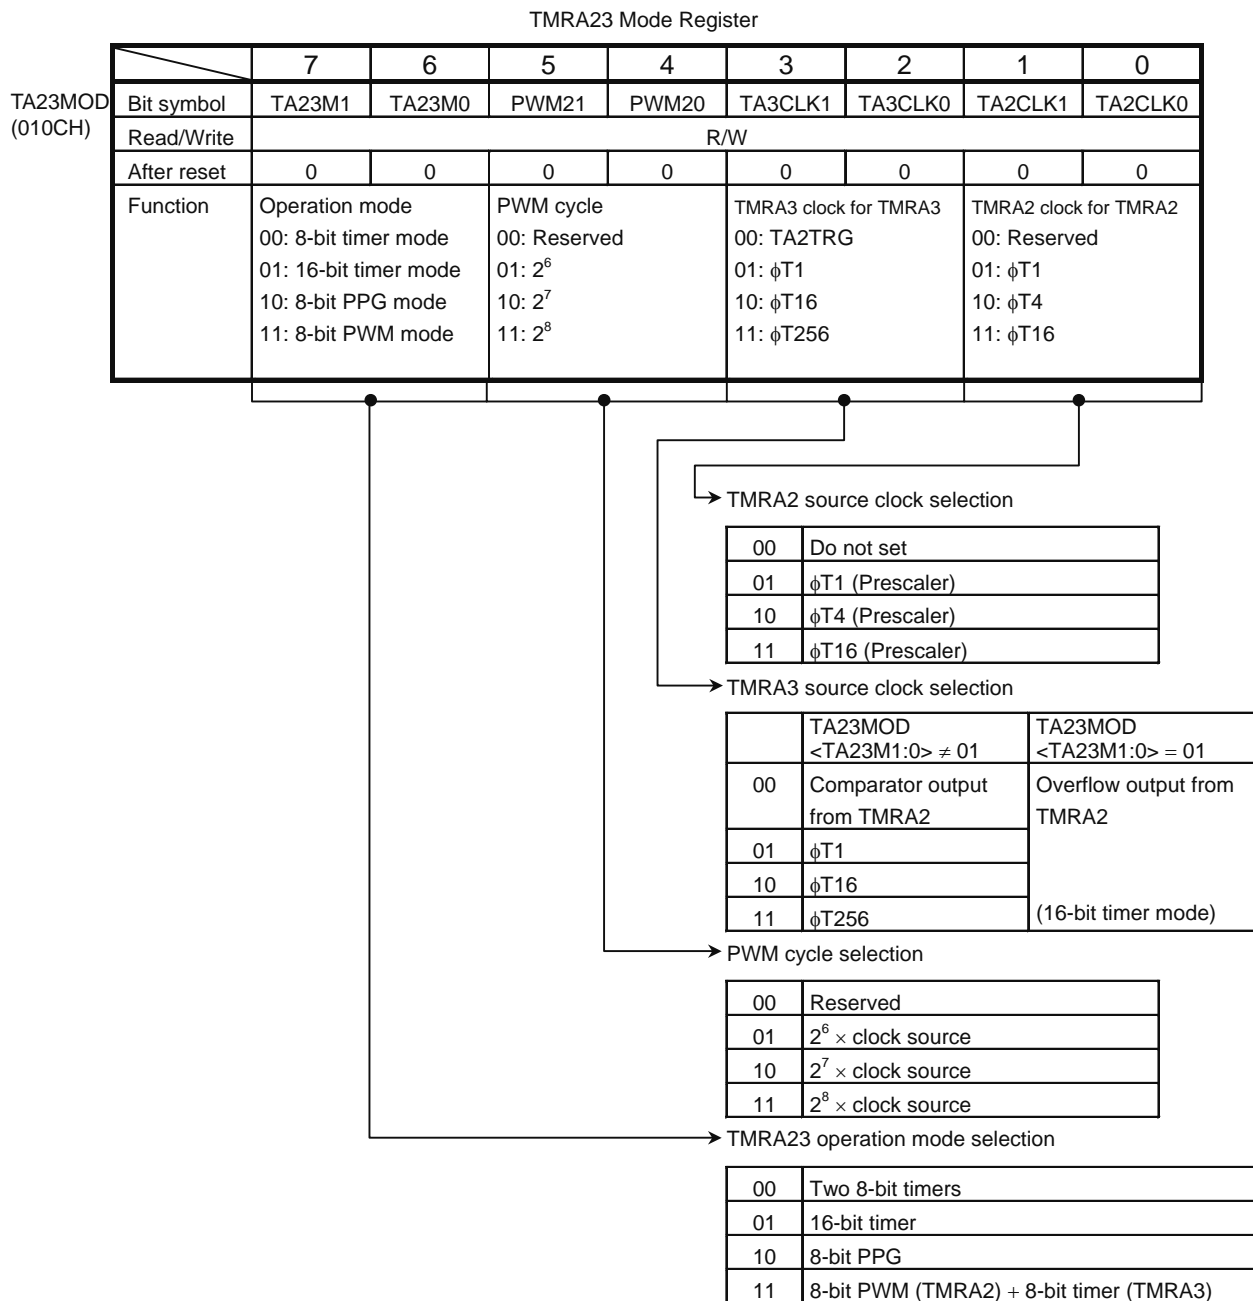 TMRA23 Mode Register
7 6 5 4 3 2 1 0
TA23MOD (010CH)
Bit symbol TA23M1 TA23M0 PWM21 PWM20 TA3CLK1 TA3CLK0 TA2CLK1 TA2CLK0
Read/Write R/W
After reset 0 0 0 0 0 0 0 0
Function Operation mode PWM cycle TMRA3 clock for TMRA3 TMRA2 clock for TMRA2
00: 8-bit timer mode 00: Reserved 00: TA2TRG 00: Reserved
01: 16-bit timer mode 01: 2^6 01: ϕT1 01: ϕT1
10: 8-bit PPG mode 10: 2^7 10: ϕT16 10: ϕT4
11: 8-bit PWM mode 11: 2^8 11: ϕT256 11: ϕT16
TMRA2 source clock selection
00 Do not set
01 ϕT1 (Prescaler)
10 ϕT4 (Prescaler)
11 ϕT16 (Prescaler)
TMRA3 source clock selection
TA23MOD TA23MOD
<TA23M1:0> ≠ 01 <TA23M1:0> = 01
00 Comparator output Overflow output from
from TMRA2 TMRA2
01 ϕT1
10 ϕT16
11 ϕT256 (16-bit timer mode)
PWM cycle selection
00 Reserved
01 2^6 × clock source
10 2^7 × clock source
11 2^8 × clock source
TMRA23 operation mode selection
00 Two 8-bit timers
01 16-bit timer
10 8-bit PPG
11 8-bit PWM (TMRA2) + 8-bit timer (TMRA3)